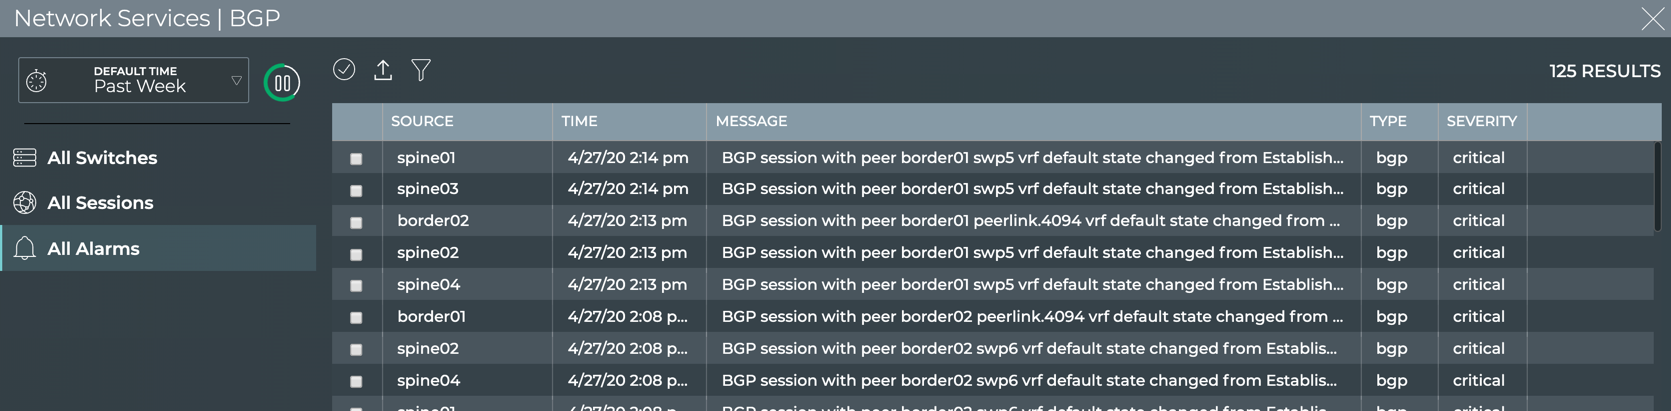 Network Services | BGP
DEFAULT TIME
Past Week
125 RESULTS
All Switches
All Sessions
All Alarms
SOURCE TIME MESSAGE TYPE SEVERITY
spine01 4/27/20 2:14 pm BGP session with peer border01 swp5 vrf default state changed from Establish... bgp critical
spine03 4/27/20 2:14 pm BGP session with peer border01 swp5 vrf default state changed from Establish... bgp critical
border02 4/27/20 2:13 pm BGP session with peer border01 peerlink.4094 vrf default state changed from ... bgp critical
spine02 4/27/20 2:13 pm BGP session with peer border01 swp5 vrf default state changed from Establish... bgp critical
spine04 4/27/20 2:13 pm BGP session with peer border01 swp5 vrf default state changed from Establish... bgp critical
border01 4/27/20 2:08 p... BGP session with peer border02 peerlink.4094 vrf default state changed from ... bgp critical
spine02 4/27/20 2:08 p... BGP session with peer border02 swp6 vrf default state changed from Establis... bgp critical
spine04 4/27/20 2:08 p... BGP session with peer border02 swp6 vrf default state changed from Establis... bgp critical